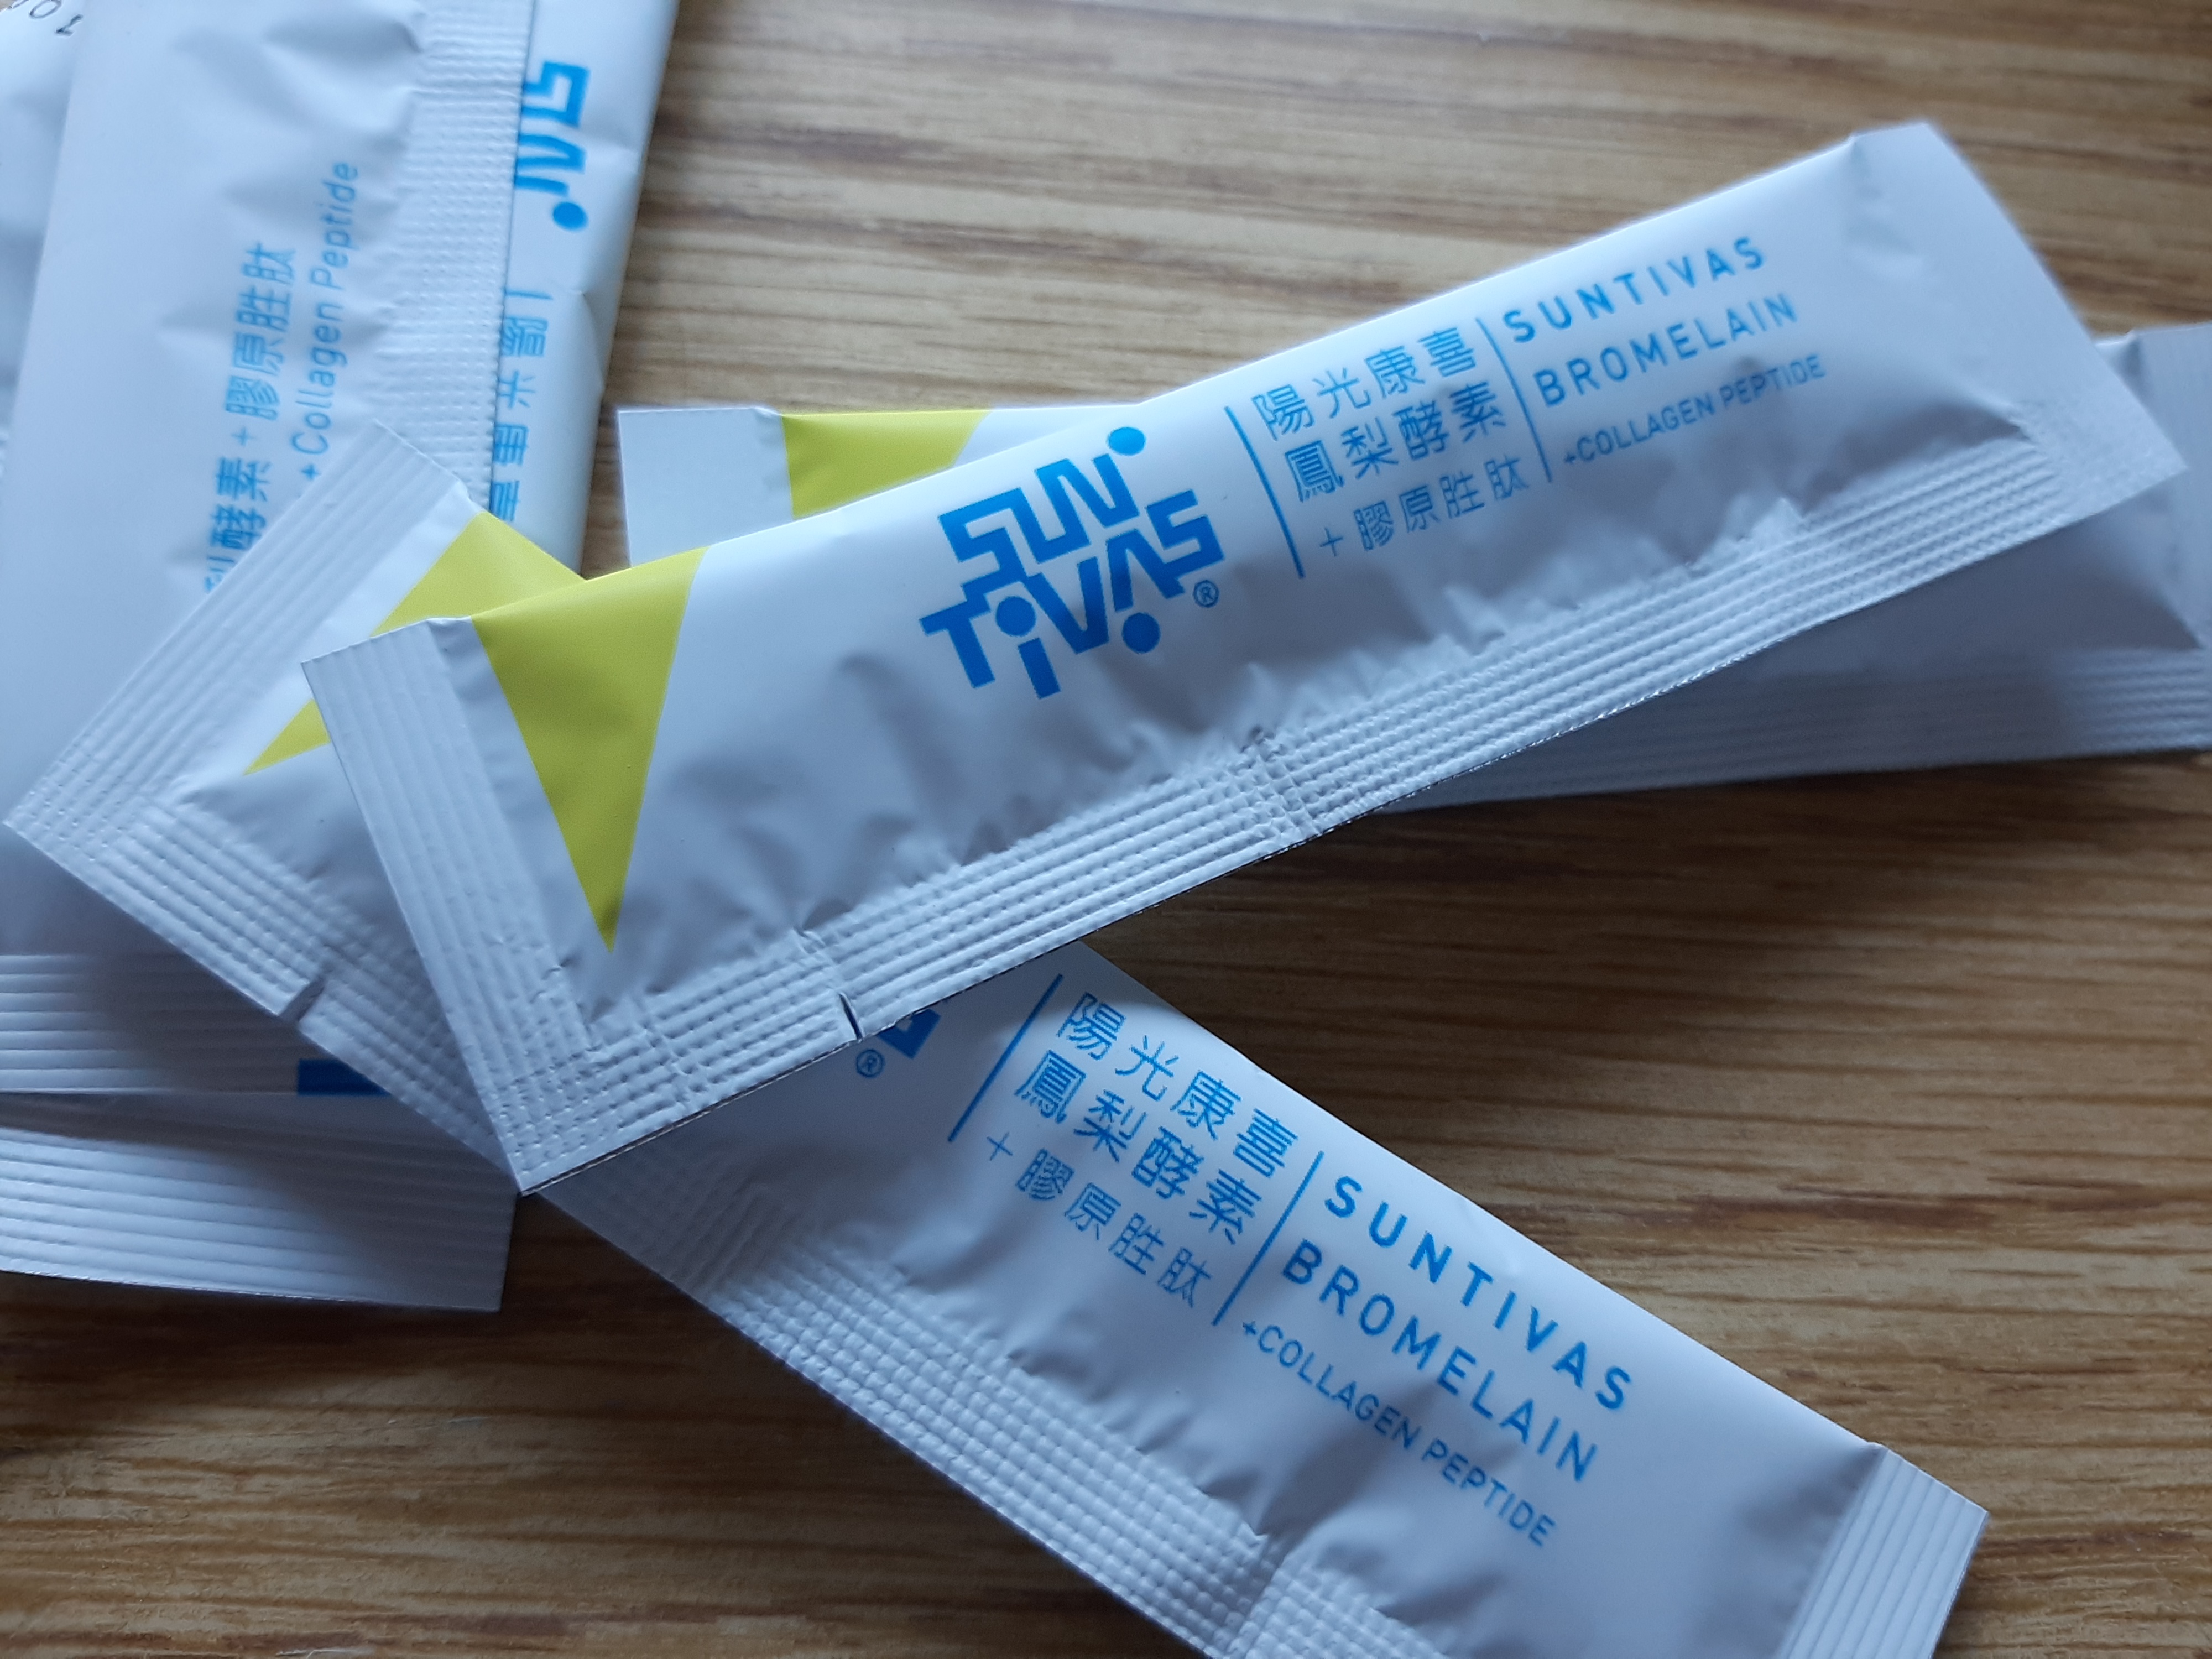 SUNTIVAS®
陽光康喜
鳳梨酵素
+ 膠原胜肽
SUNTIVAS
BROMELAIN
+COLLAGEN PEPTIDE
®
陽光康喜
鳳梨酵素
+ 膠原胜肽
SUNTIVAS
BROMELAIN
+COLLAGEN PEPTIDE
酵素 + 膠原胜肽
+ Collagen Peptide